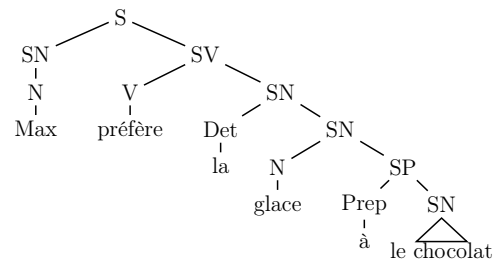 S
SN SV
N V SN
Max préfère Det SN
la N SP
glace Prep SN
à le chocolat